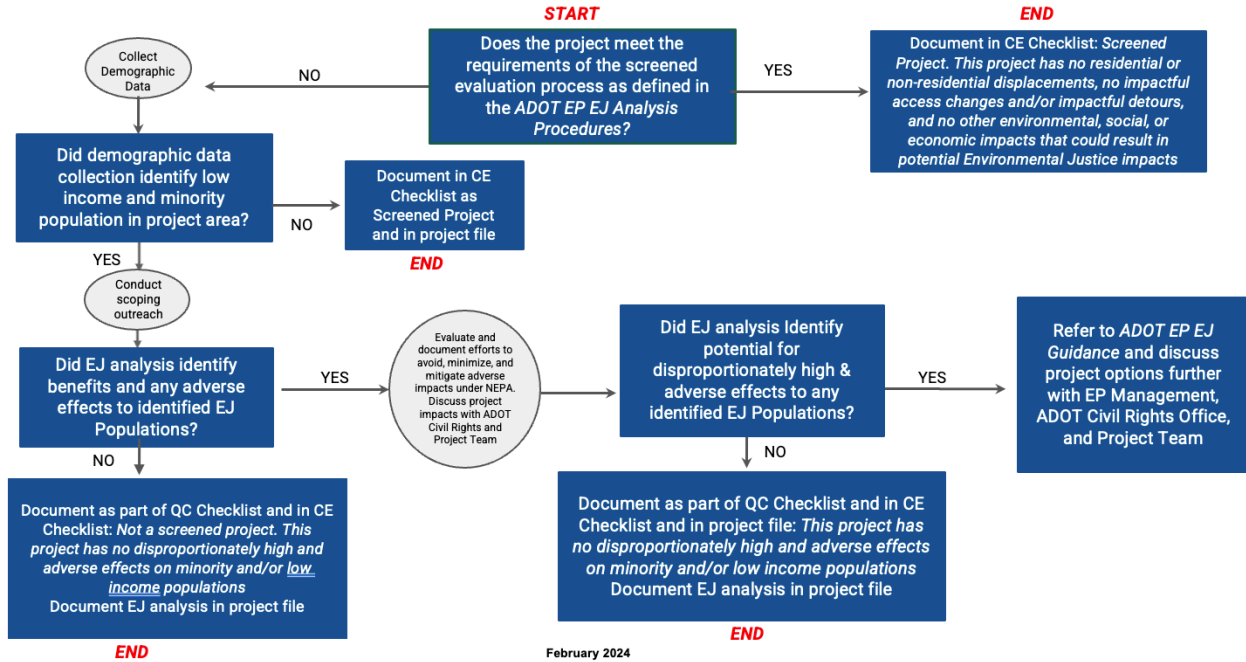 START
Does the project meet the
requirements of the screened
evaluation process as defined in
the ADOT EP EJ Analysis
Procedures?
NO
YES
END
Document in CE Checklist: Screened
Project. This project has no residential or
non-residential displacements, no impactful
access changes and/or impactful detours,
and no other environmental, social, or
economic impacts that could result in
potential Environmental Justice impacts
Collect
Demographic
Data
Did demographic data
collection identify low
income and minority
population in project area?
NO
Document in CE
Checklist as
Screened Project
and in project file
END
YES
Conduct
scoping
outreach
Did EJ analysis identify
benefits and any adverse
effects to identified EJ
Populations?
YES
Evaluate and
document efforts to
avoid, minimize, and
mitigate adverse
impacts under NEPA.
Discuss project
impacts with ADOT
Civil Rights and
Project Team
Did EJ analysis Identify
potential for
disproportionately high &
adverse effects to any
identified EJ Populations?
YES
Refer to ADOT EP EJ
Guidance and discuss
project options further
with EP Management,
ADOT Civil Rights Office,
and Project Team
NO
Document as part of QC Checklist and in CE
Checklist: Not a screened project. This
project has no disproportionately high and
adverse effects on minority and/or low
income populations
Document EJ analysis in project file
END
NO
Document as part of QC Checklist and in CE
Checklist and in project file: This project has
no disproportionately high and adverse effects
on minority and/or low income populations
Document EJ analysis in project file
END
February 2024